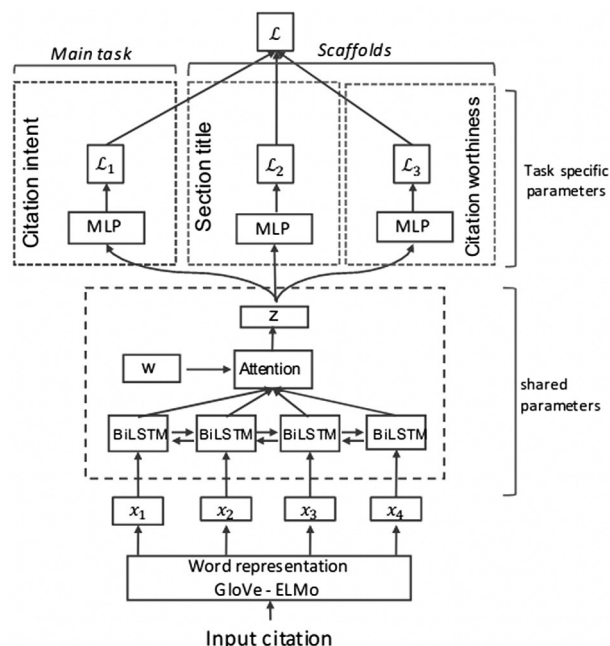 ℒ
Main task
Scaffolds
Citation intent
ℒ1
MLP
Section title
ℒ2
MLP
Citation worthiness
ℒ3
MLP
Task specific
parameters
z
w
Attention
BiLSTM BiLSTM BiLSTM BiLSTM
shared
parameters
x1 x2 x3 x4
Word representation
GloVe - ELMo
Input citation